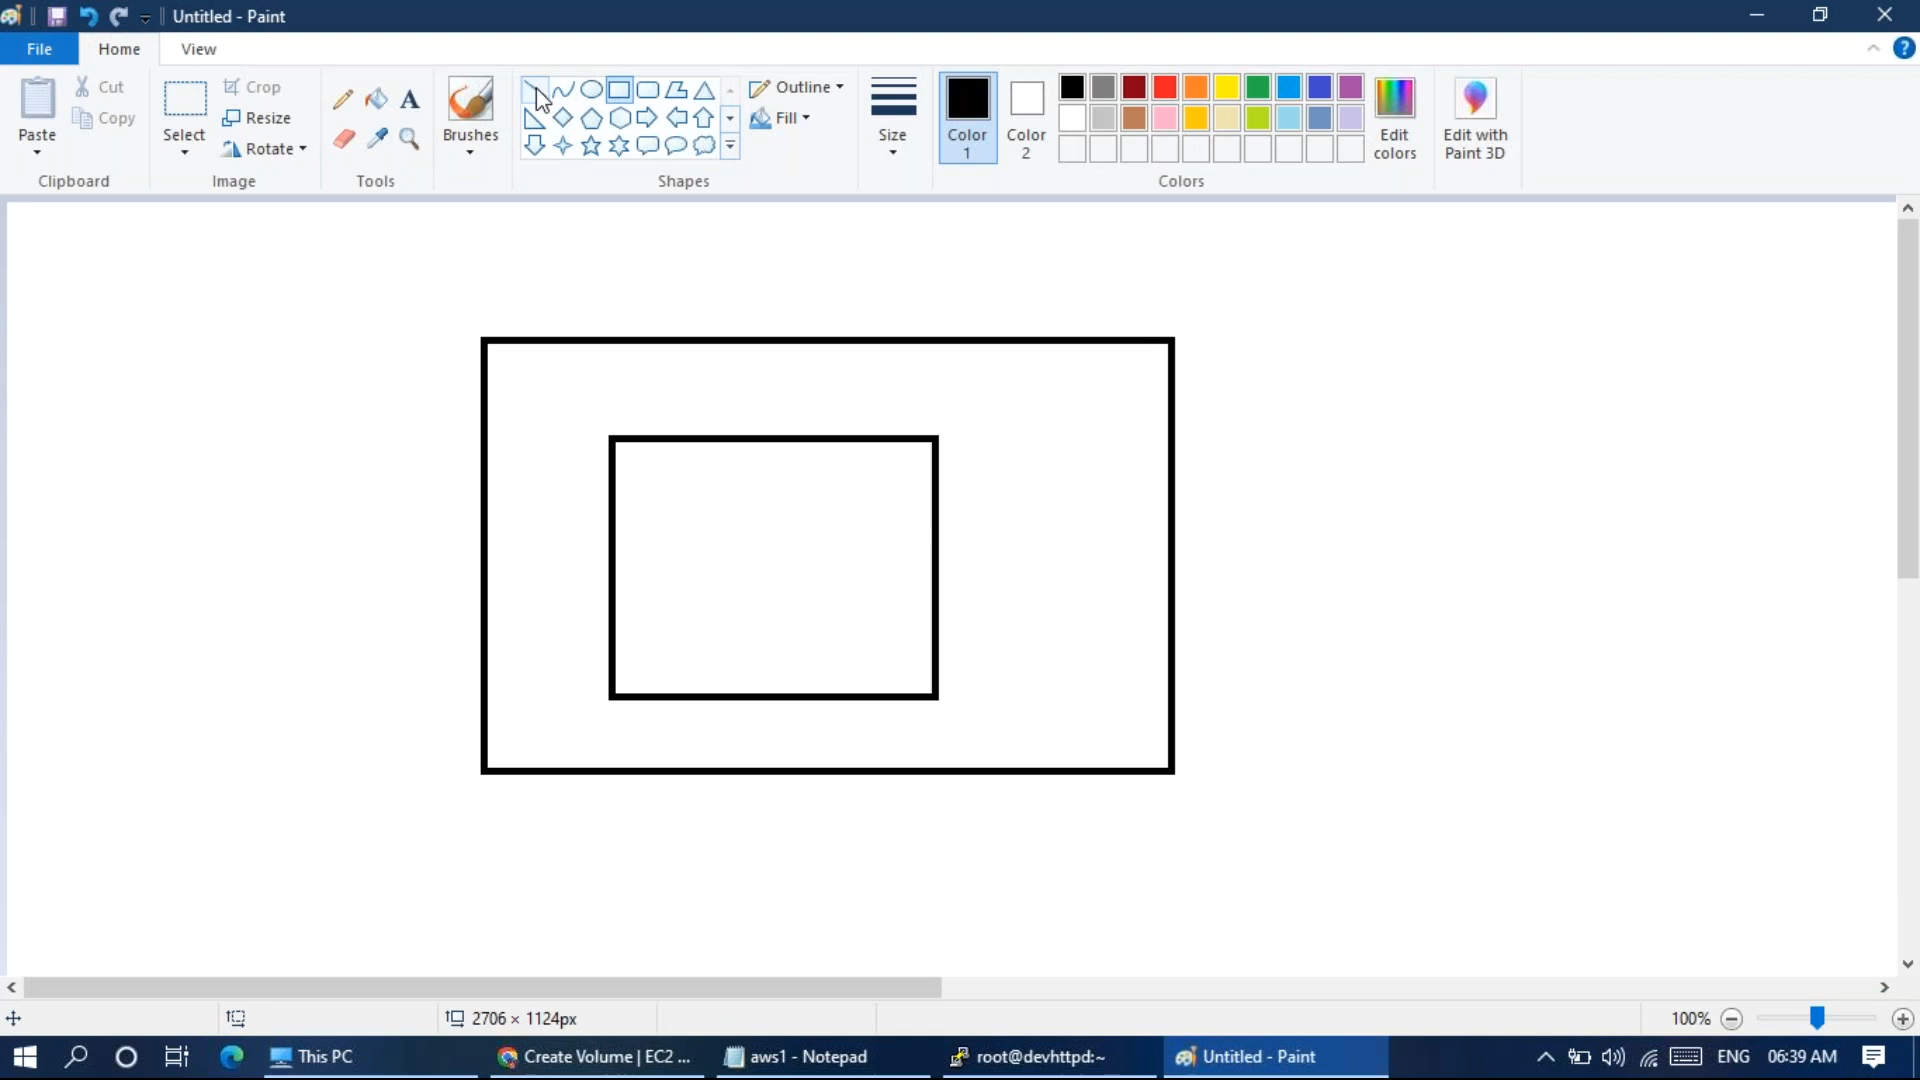 Untitled - Paint
File Home View
Paste
Cut
Copy
Clipboard
Select
Crop
Resize
Rotate
Image
A
Tools
Brushes
Outline
Fill
Shapes
Size
Color 1
Color 2
Edit colors
Colors
Edit with Paint 3D
2706 × 1124px
100%
This PC
Create Volume | EC2 ...
aws1 - Notepad
root@devhttpd:~
Untitled - Paint
ENG
06:39 AM